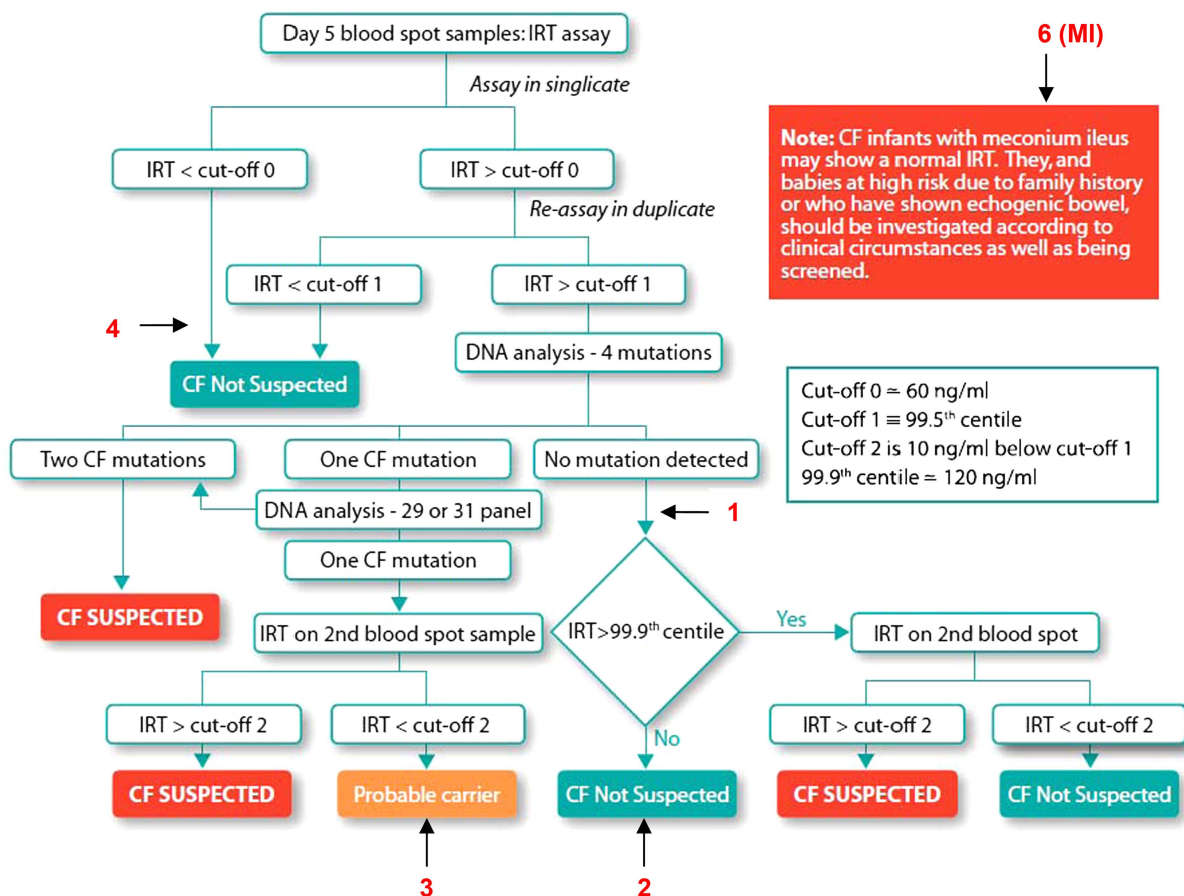 Day 5 blood spot samples: IRT assay
6 (MI)
Assay in singlicate
Note: CF infants with meconium ileus
may show a normal IRT. They, and
babies at high risk due to family history
or who have shown echogenic bowel,
should be investigated according to
clinical circumstances as well as being
screened.
IRT < cut-off 0
IRT > cut-off 0
Re-assay in duplicate
IRT < cut-off 1
IRT > cut-off 1
4
DNA analysis - 4 mutations
CF Not Suspected
Cut-off 0 ≃ 60 ng/ml
Cut-off 1 ≡ 99.5th centile
Cut-off 2 is 10 ng/ml below cut-off 1
99.9th centile ≃ 120 ng/ml
Two CF mutations
One CF mutation
No mutation detected
DNA analysis - 29 or 31 panel
1
One CF mutation
CF SUSPECTED
IRT on 2nd blood spot sample
IRT>99.9th centile
Yes
IRT on 2nd blood spot
IRT > cut-off 2
IRT < cut-off 2
No
IRT > cut-off 2
IRT < cut-off 2
CF SUSPECTED
Probable carrier
CF Not Suspected
CF SUSPECTED
CF Not Suspected
3
2